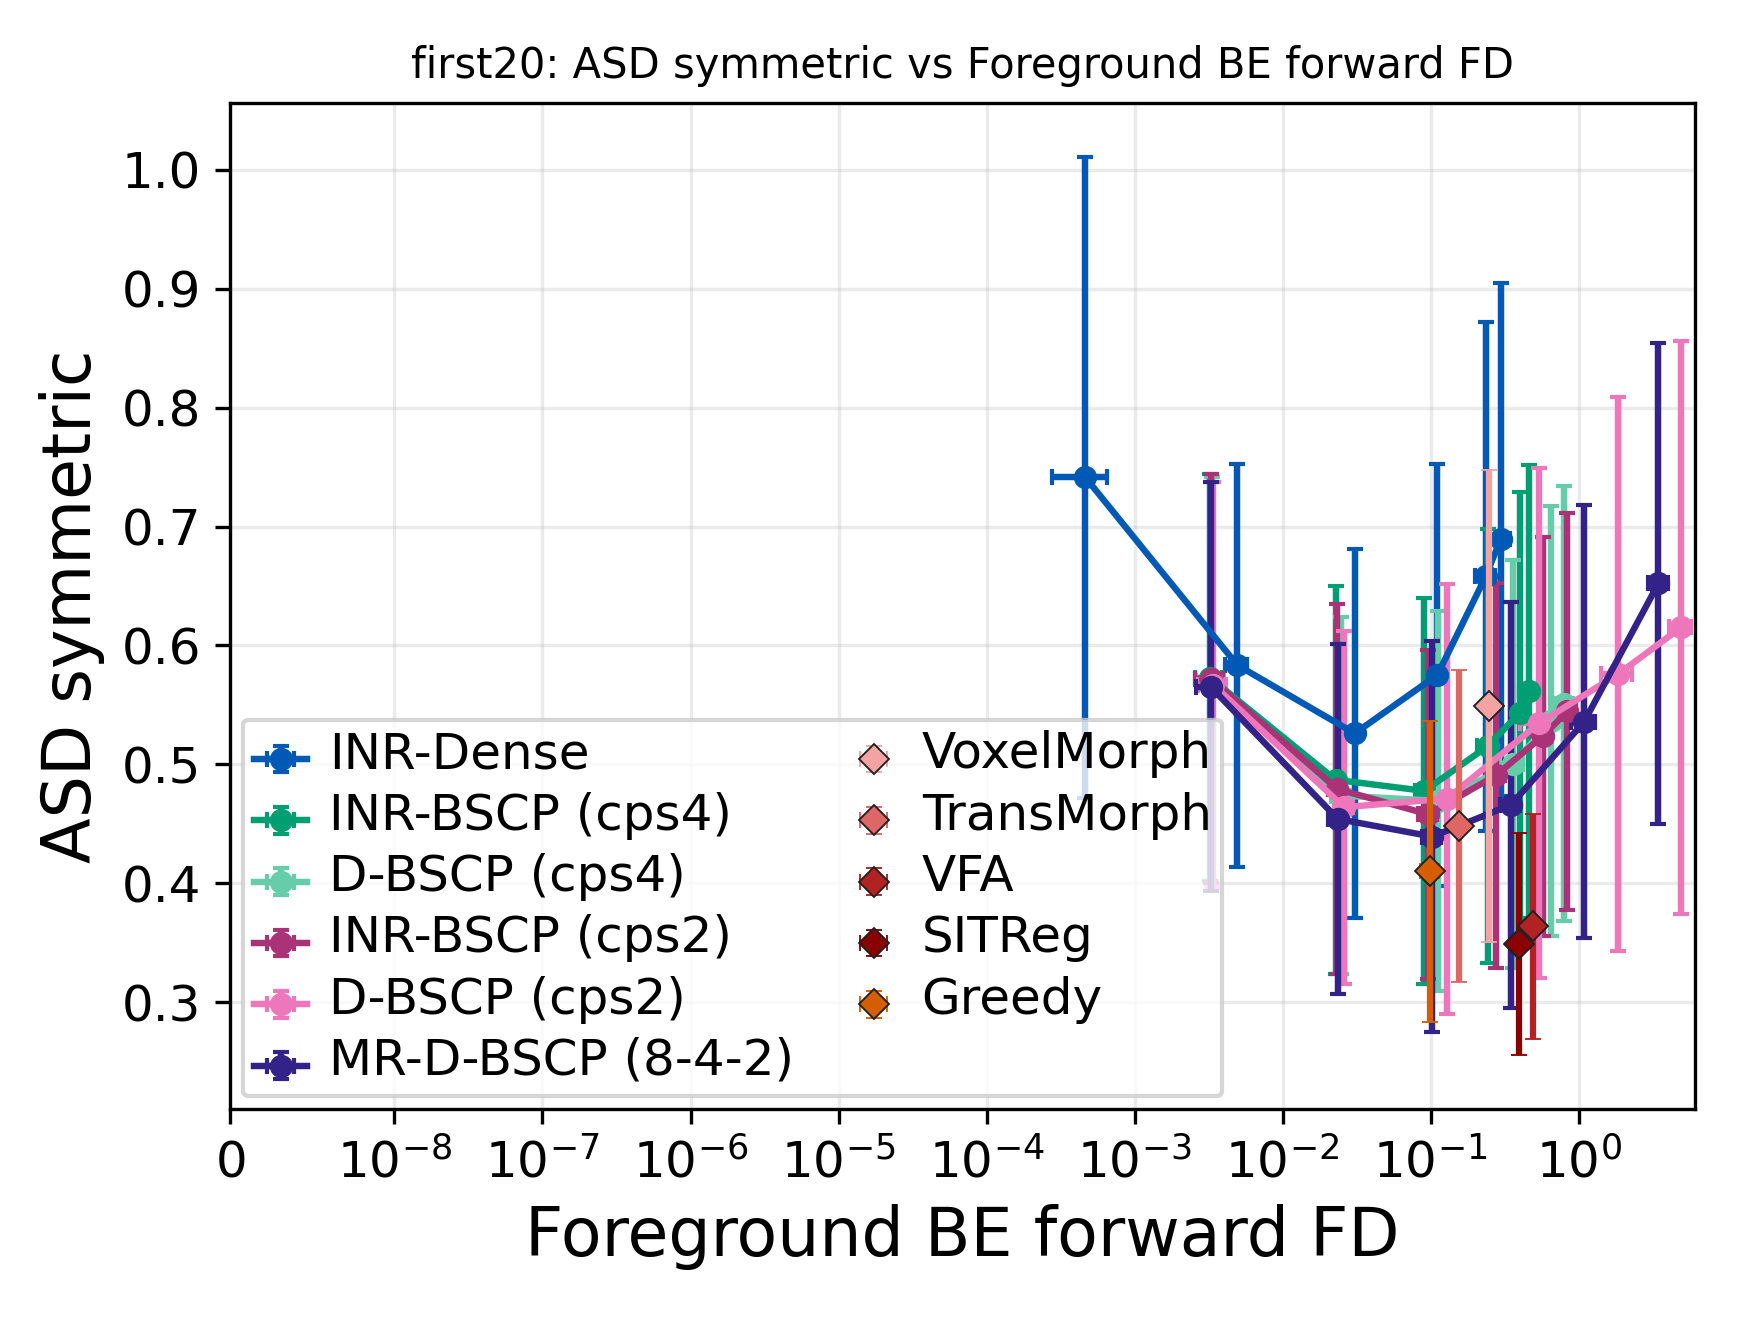 first20: ASD symmetric vs Foreground BE forward FD
ASD symmetric
1.0
0.9
0.8
0.7
0.6
0.5
0.4
0.3
INR-Dense
INR-BSCP (cps4)
D-BSCP (cps4)
INR-BSCP (cps2)
D-BSCP (cps2)
MR-D-BSCP (8-4-2)
VoxelMorph
TransMorph
VFA
SITReg
Greedy
0 10⁻⁸ 10⁻⁷ 10⁻⁶ 10⁻⁵ 10⁻⁴ 10⁻³ 10⁻² 10⁻¹ 10⁰
Foreground BE forward FD